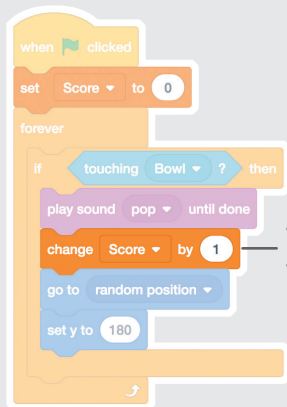 when clicked
set Score to 0
forever
if touching Bowl ? then
play sound pop until done
change Score by 1
go to random position
set y to 180